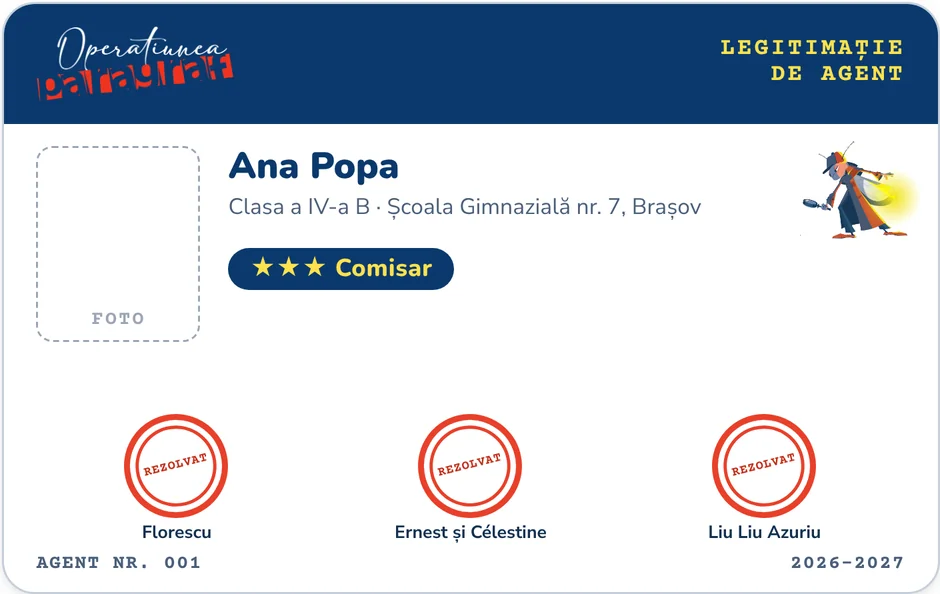 Operatiunea
paragraf
LEGITIMAȚIE
DE AGENT
Ana Popa
Clasa a IV-a B · Școala Gimnazială nr. 7, Brașov
★★★ Comisar
FOTO
REZOLVAT
REZOLVAT
REZOLVAT
Florescu
Ernest și Célestine
Liu Liu Azuriu
AGENT NR. 001
2026-2027